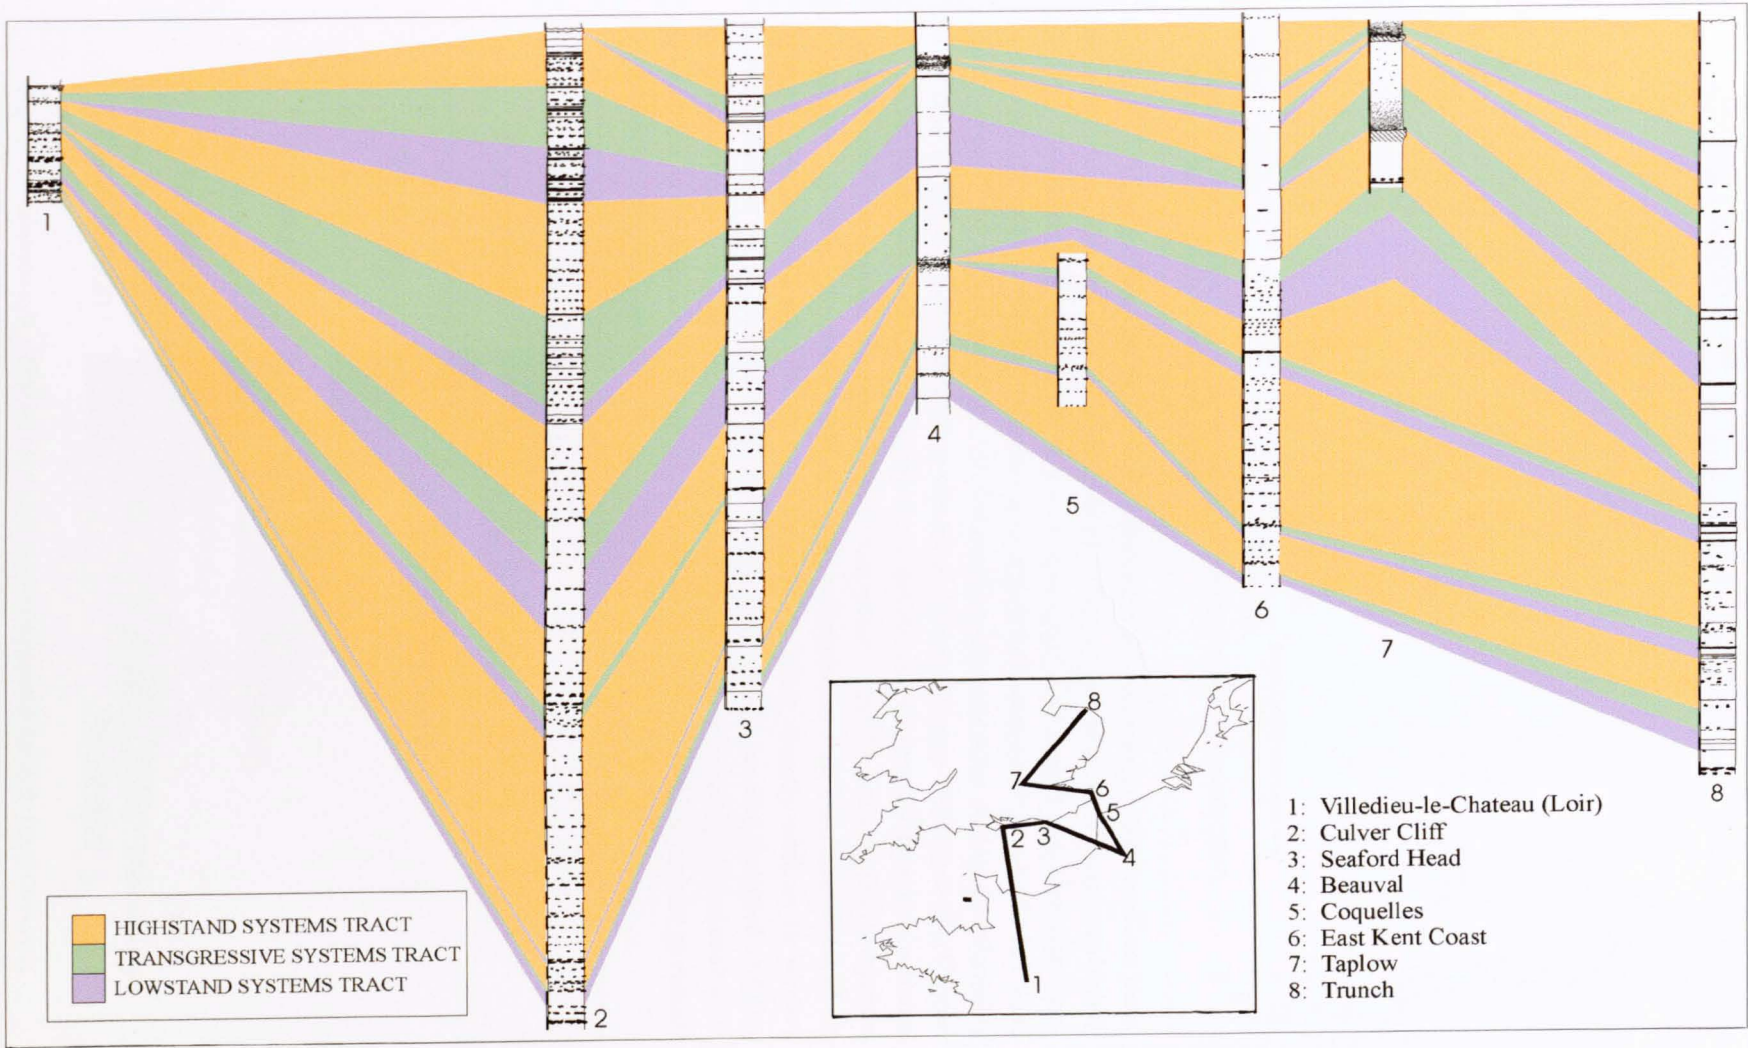 1
2
3
4
5
6
7
8
HIGHSTAND SYSTEMS TRACT
TRANSGRESSIVE SYSTEMS TRACT
LOWSTAND SYSTEMS TRACT
8
7
6
5
2
3
4
1
1: Villedieu-le-Chateau (Loir)
2: Culver Cliff
3: Seaford Head
4: Beauval
5: Coquelles
6: East Kent Coast
7: Taplow
8: Trunch